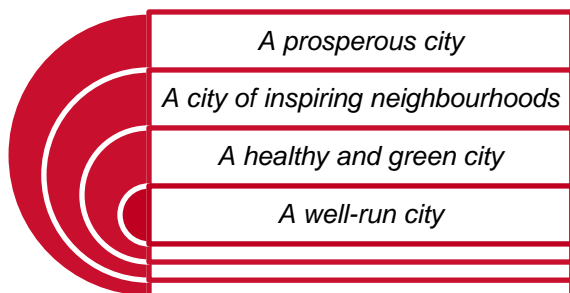 A prosperous city
A city of inspiring neighbourhoods
A healthy and green city
A well-run city